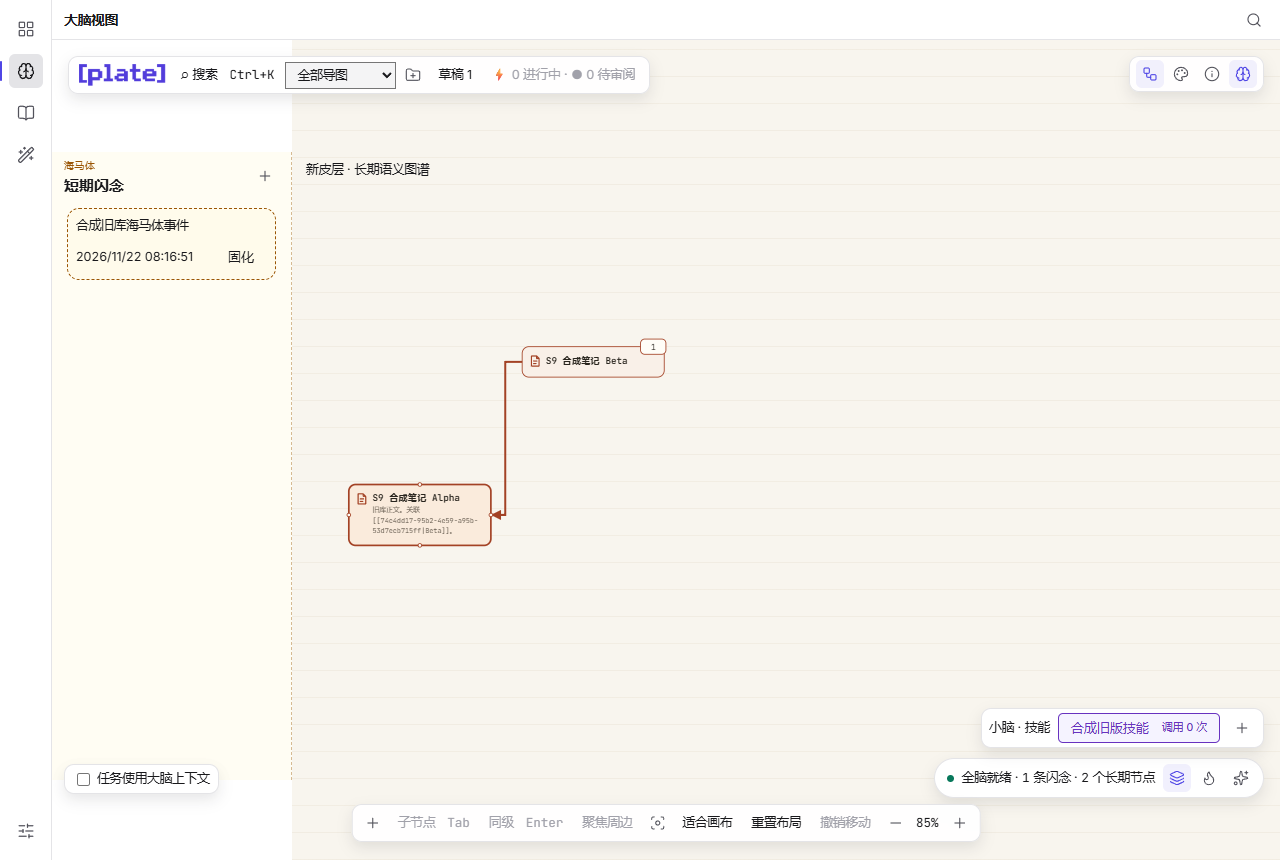 大脑视图
[plate] 搜索 Ctrl+K 全部导图 草稿 1 0 进行中 · 0 待审阅
海马体
短期闪念
合成旧库海马体事件
2026/11/22 08:16:51 固化
新皮层 · 长期语义图谱
1
S9 合成笔记 Beta
S9 合成笔记 Alpha
旧库正文。关联
[[74c4dd17-95b2-4e59-a95b-
53d7ecb715ff|Beta]]。
小脑 · 技能 合成旧版技能 调用 0 次
任务使用大脑上下文
全脑就绪 · 1 条闪念 · 2 个长期节点
子节点 Tab 同级 Enter 聚焦周边 适合画布 重置布局 撤销移动 85%